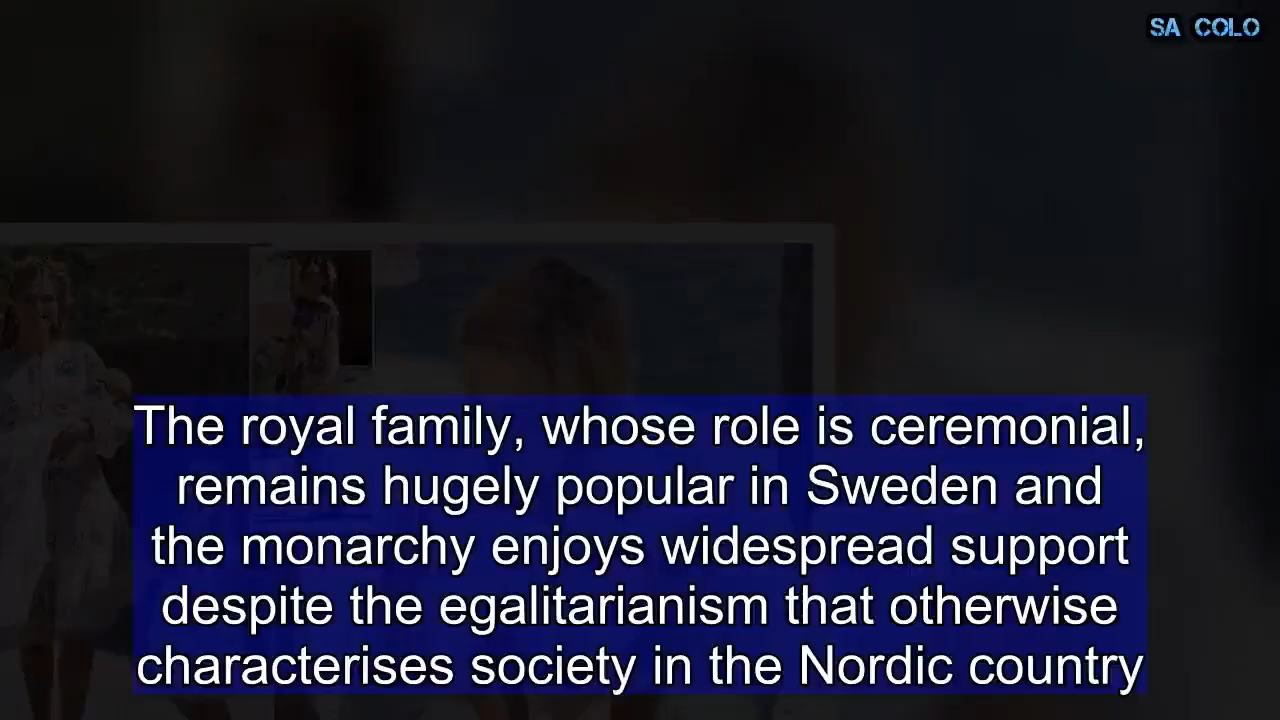 SA COLO
The royal family, whose role is ceremonial,
remains hugely popular in Sweden and
the monarchy enjoys widespread support
despite the egalitarianism that otherwise
characterises society in the Nordic country